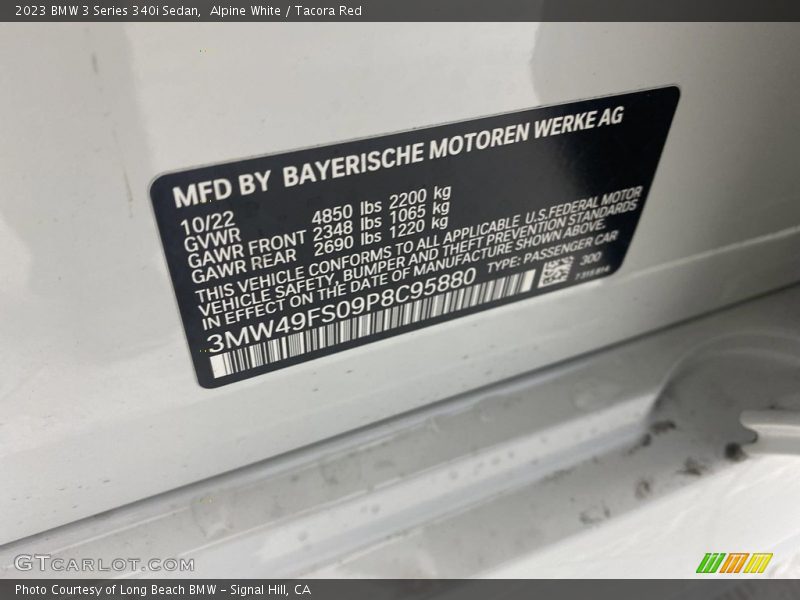 2023 BMW 3 Series 340i Sedan,  Alpine White / Tacora Red
MFD BY BAYERISCHE MOTOREN WERKE AG
10/22
GVWR 4850 lbs 2200 kg
GAWR FRONT 2348 lbs 1065 kg
GAWR REAR 2690 lbs 1220 kg
THIS VEHICLE CONFORMS TO ALL APPLICABLE U.S.FEDERAL MOTOR
VEHICLE SAFETY, BUMPER AND THEFT PREVENTION STANDARDS
IN EFFECT ON THE DATE OF MANUFACTURE SHOWN ABOVE.
3MW49FS09P8C95880 TYPE: PASSENGER CAR
300
GTCARLOT.COM
Photo Courtesy of Long Beach BMW – Signal Hill, CA